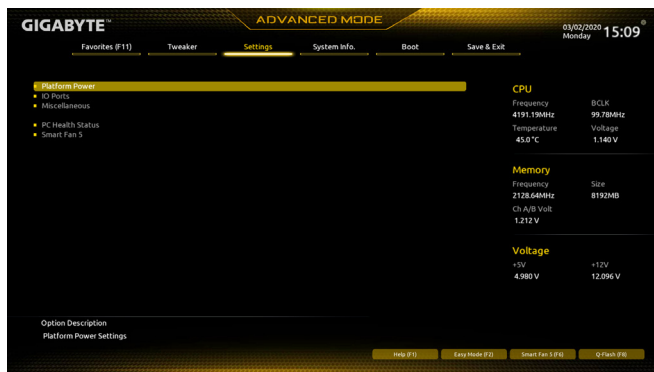 GIGABYTE™
ADVANCED MODE
03/02/2020
Monday
15:09
Favorites (F11) Tweaker Settings System Info. Boot Save & Exit
Platform Power
IO Ports
Miscellaneous
PC Health Status
Smart Fan 5
CPU
Frequency BCLK
4191.19MHz 99.78MHz
Temperature Voltage
45.0 °C 1.140 V
Memory
Frequency Size
2128.64MHz 8192MB
Ch A/B Volt
1.212 V
Voltage
+5V +12V
4.980 V 12.096 V
Option Description
Platform Power Settings
Help (F1) Easy Mode (F2) Smart Fan 5 (F6) Q-Flash (F8)